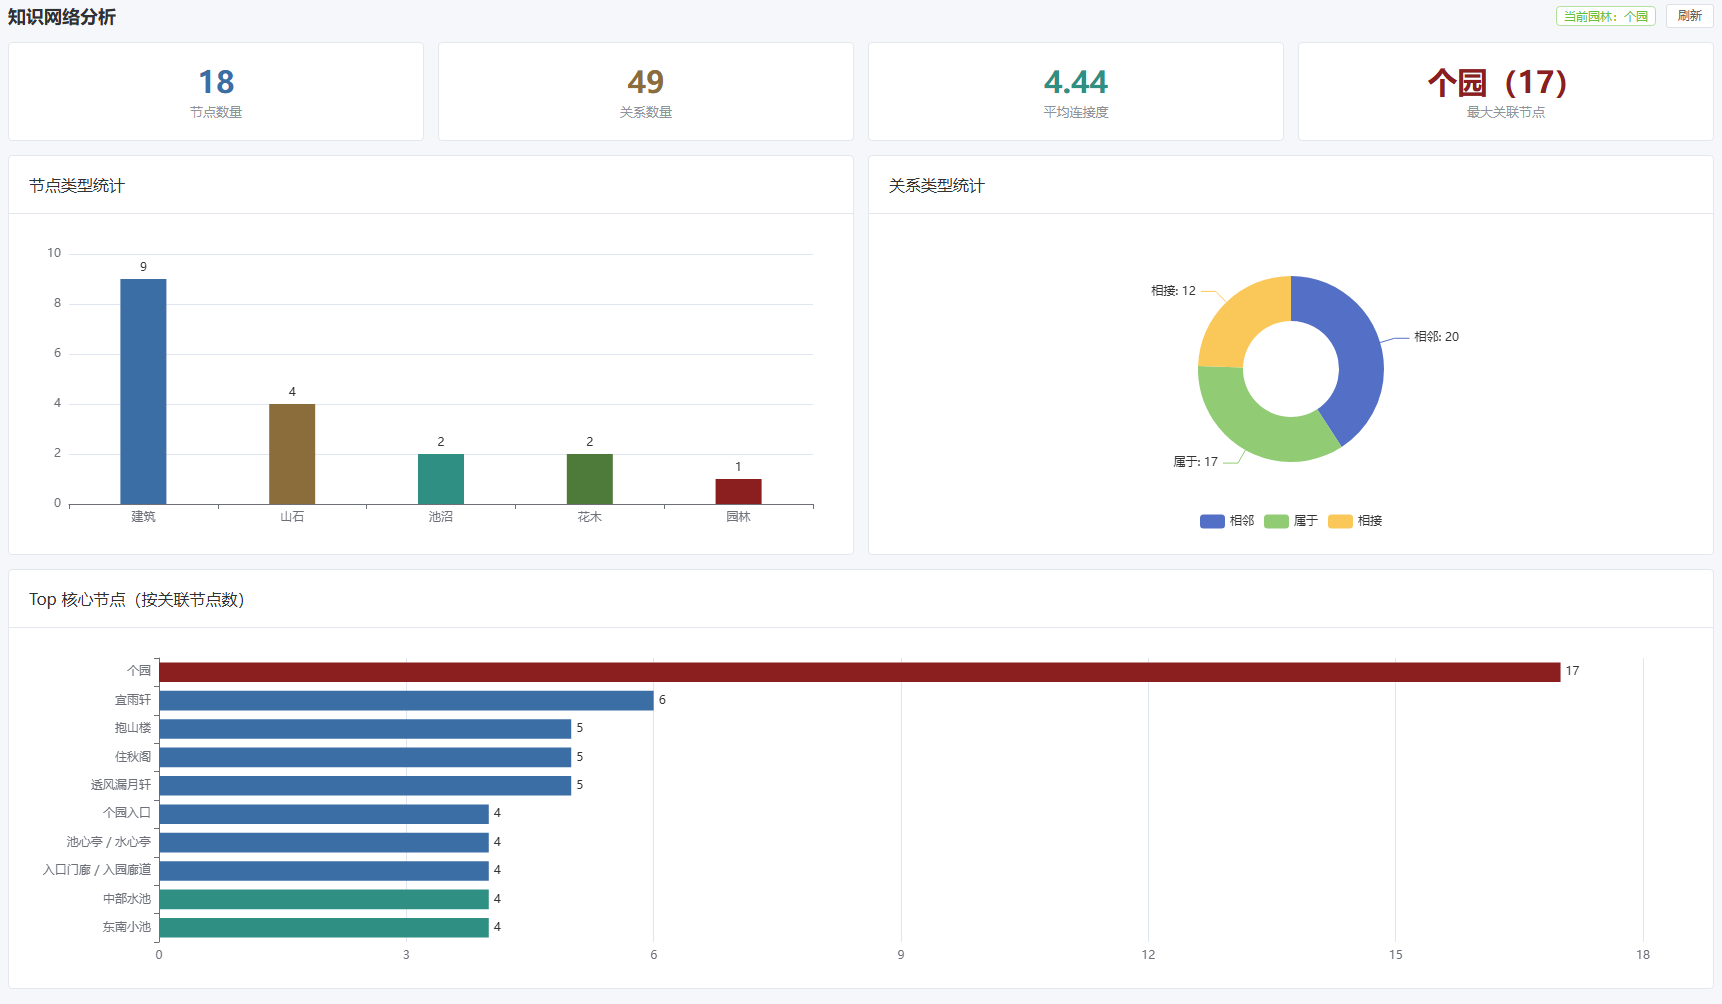 知识网络分析
当前园林：个园
刷新
18
节点数量
49
关系数量
4.44
平均连接度
个园（17）
最大关联节点
节点类型统计
10
8
6
4
2
0
9
4
2
2
1
建筑
山石
池沼
花木
园林
关系类型统计
相接: 12
相邻: 20
属于: 17
相邻
属于
相接
Top 核心节点（按关联节点数）
个园 17
宜雨轩 6
抱山楼 5
住秋阁 5
透风漏月轩 5
个园入口 4
池心亭 / 水心亭 4
入口门廊 / 入园廊道 4
中部水池 4
东南小池 4
0 3 6 9 12 15 18